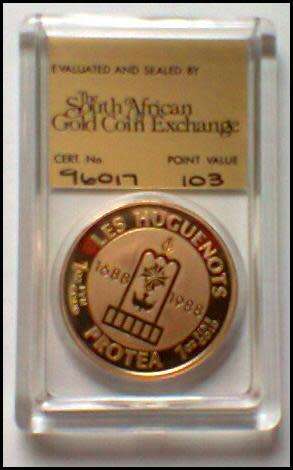 EVALUATED AND SEALED BY
The
South African
Gold Coin Exchange
CERT. No. POINT VALUE
96017 103
LES HUGUENOTS
1688 1988
PROTEA